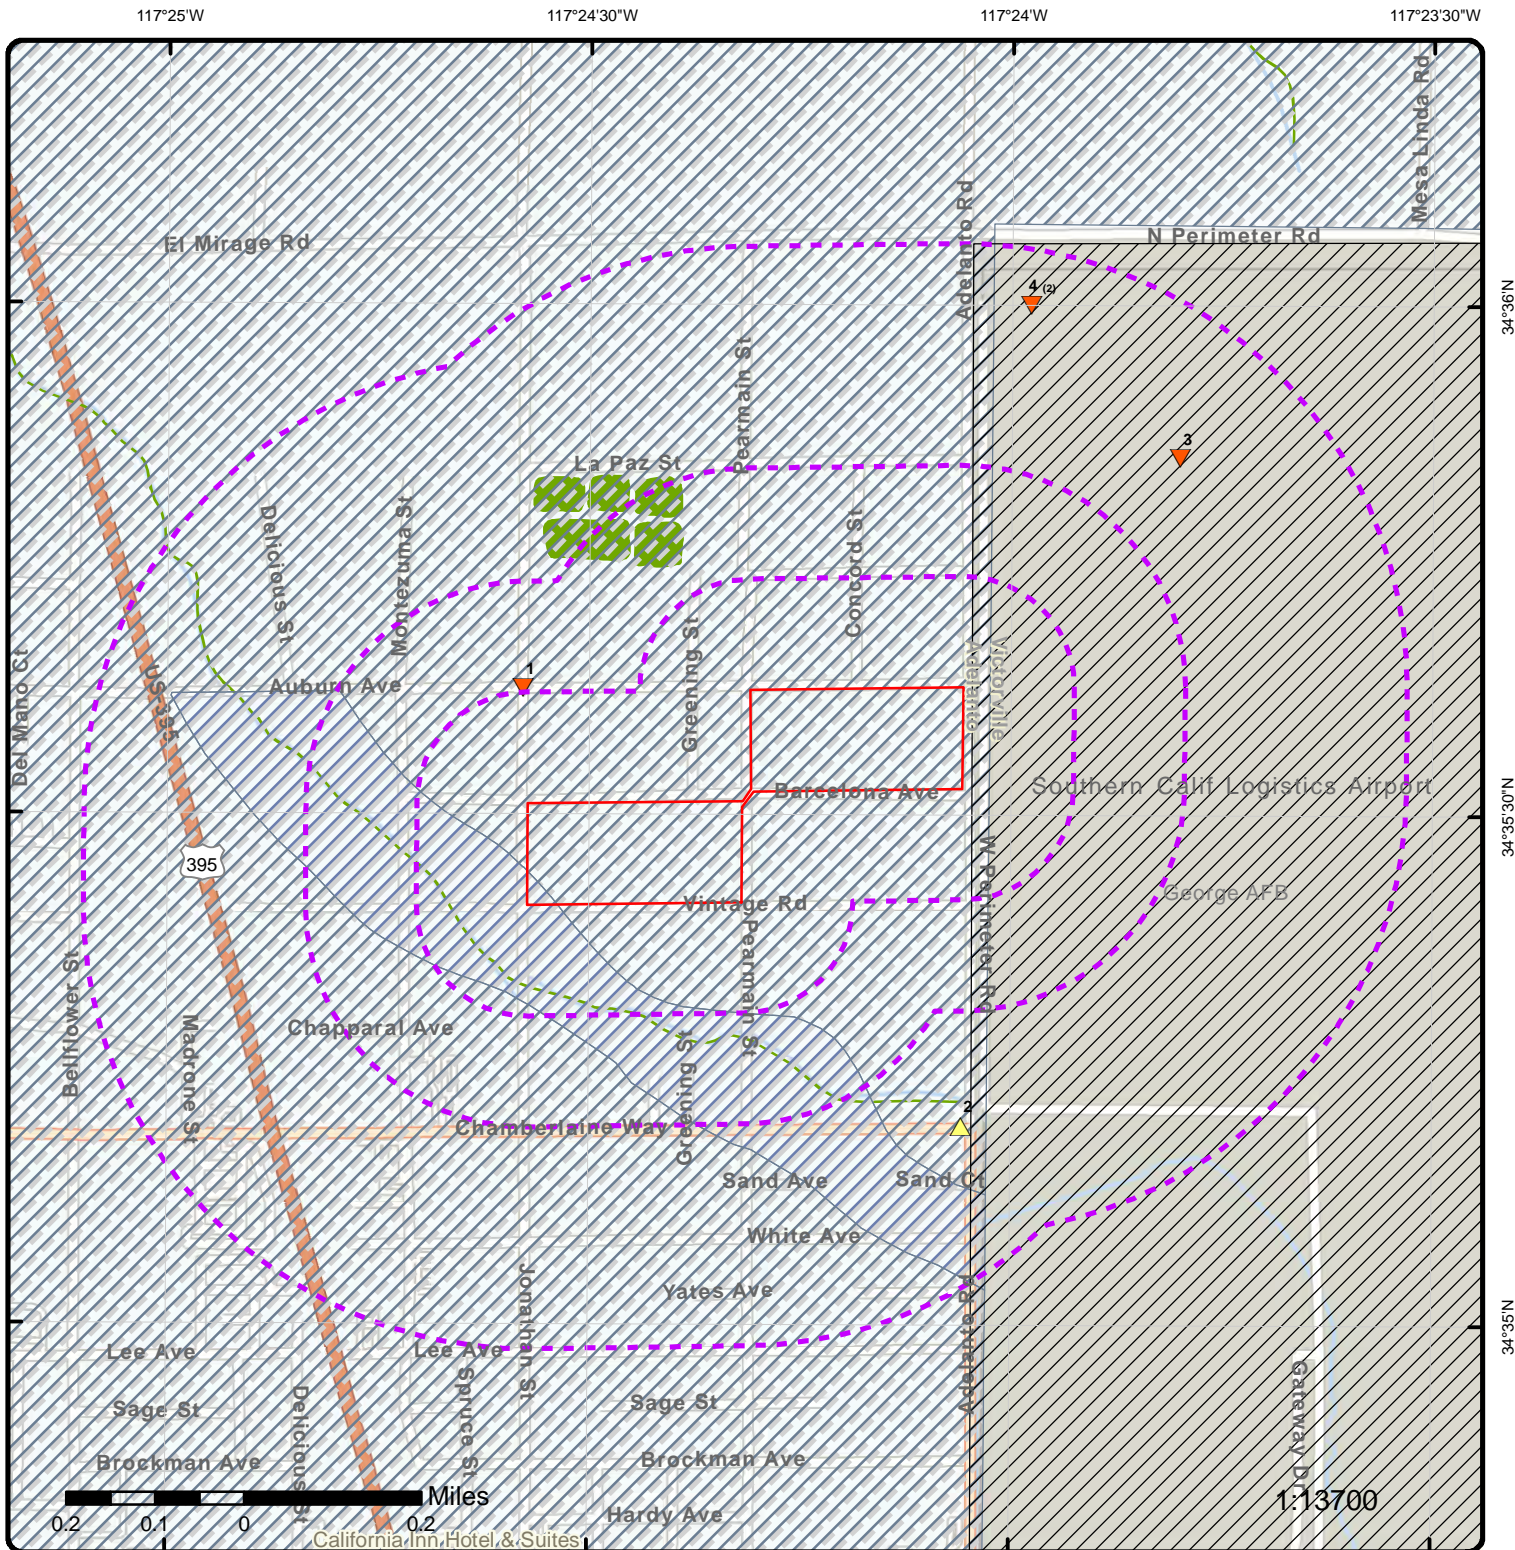 117°25'W
117°24'30"W
117°24'W
117°23'30"W
Mesa Linda Rd
El Mirage Rd
Adelanto Rd
N Perimeter Rd
4 (2)
34°36'N
Pearmain St
3
La Paz St
Delicious St
Montezuma St
Concord St
Greening St
Del Mano Ct
US-395
Auburn Ave
1
Adelanto
Victorville
Barcelona Ave
Southern Calif Logistics Airport
34°35'30"N
395
W Perimeter Rd
George AFB
Vintage Rd
Pearmain St
Bellflower St
Madrone St
Chapparal Ave
Greening St
2
Chamberlaine Way
Sand Ave
Sand Ct
White Ave
Yates Ave
Jonathan St
Adelanto Rd
34°35'N
Lee Ave
Lee Ave
Spruce St
Delicious St
Sage St
Sage St
Gateway Dr
Brockman Ave
Brockman Ave
Miles
0.2
0.1
0
0.2
1:13700
Hardy Ave
California Inn Hotel & Suites